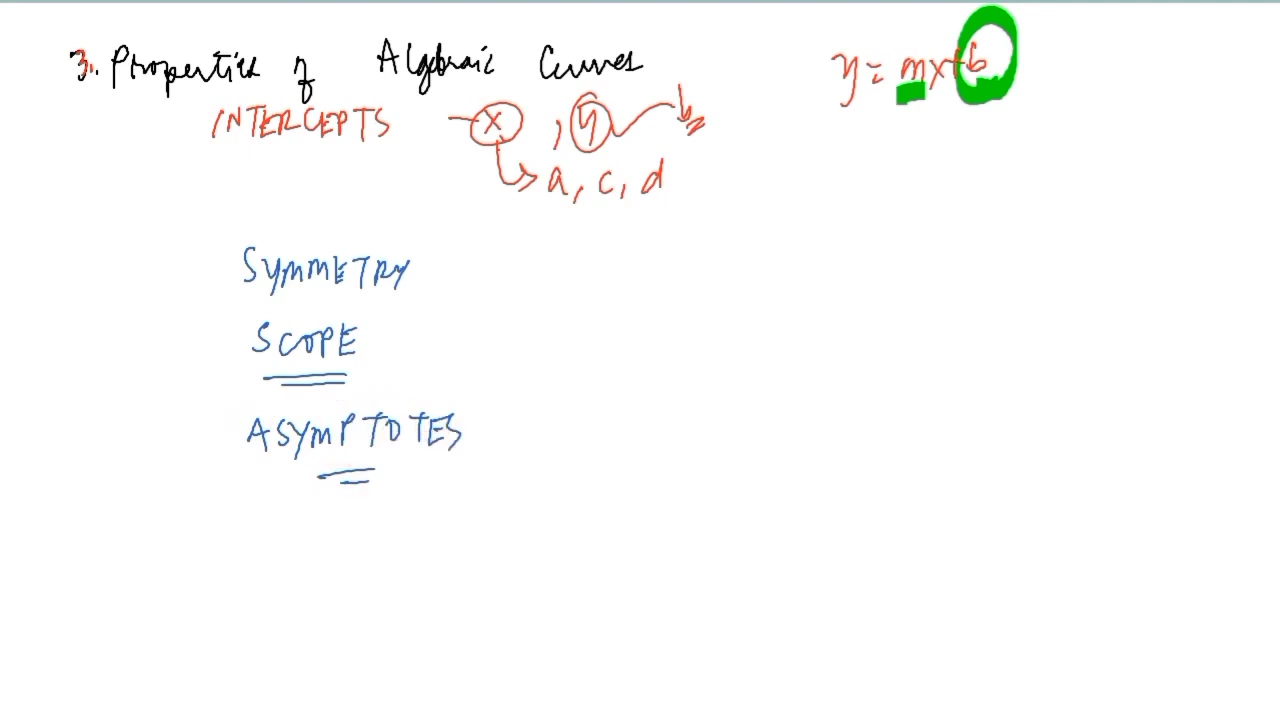 3. Properties of Algebraic Curves
y = mx+b
INTERCEPTS - x , y b
a, c, d
SYMMETRY
SCOPE
ASYMPTOTES